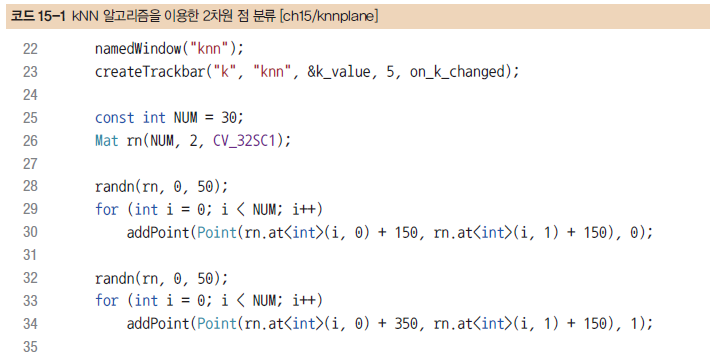 코드 15-1 kNN 알고리즘을 이용한 2차원 점 분류 [ch15/knnplane]
22 namedWindow("knn");
23 createTrackbar("k", "knn", &k_value, 5, on_k_changed);
24
25 const int NUM = 30;
26 Mat rn(NUM, 2, CV_32SC1);
27
28 randn(rn, 0, 50);
29 for (int i = 0; i < NUM; i++)
30 addPoint(Point(rn.at<int>(i, 0) + 150, rn.at<int>(i, 1) + 150), 0);
31
32 randn(rn, 0, 50);
33 for (int i = 0; i < NUM; i++)
34 addPoint(Point(rn.at<int>(i, 0) + 350, rn.at<int>(i, 1) + 150), 1);
35